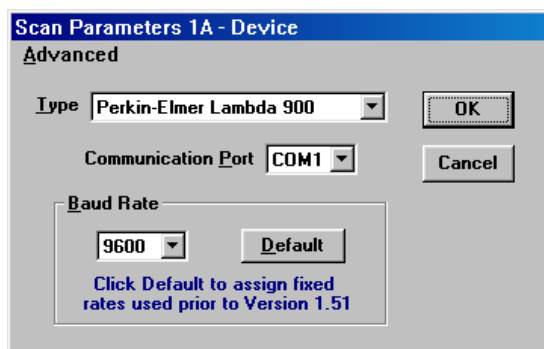 Scan Parameters 1A - Device
Advanced
Type Perkin-Elmer Lambda 900 OK
Communication Port COM1 Cancel
Baud Rate
9600 Default
Click Default to assign fixed
rates used prior to Version 1.51